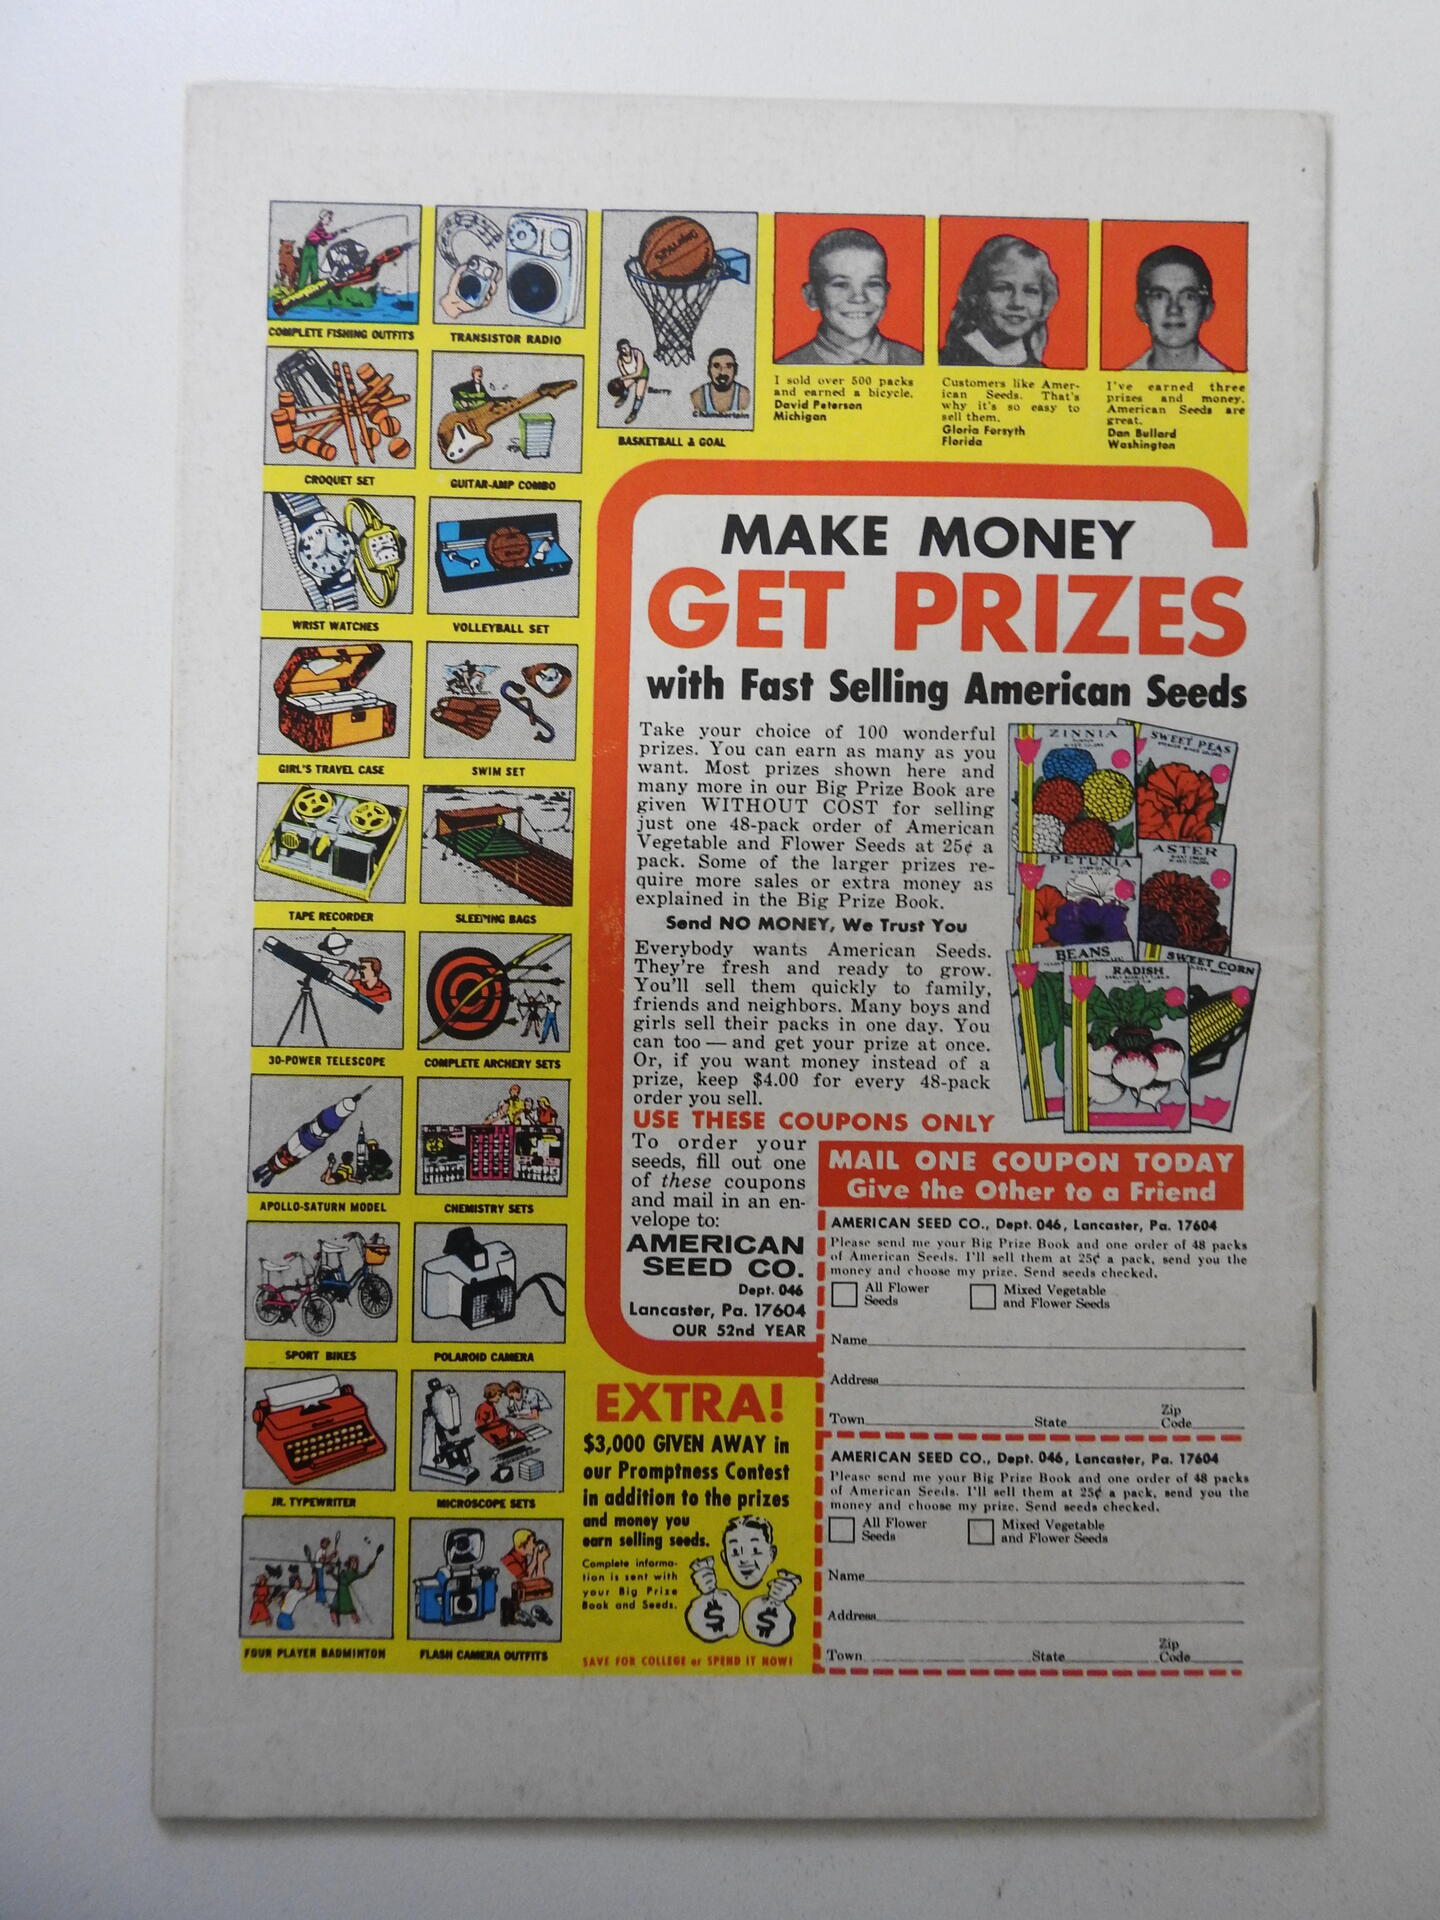 COMPLETE FISHING OUTFITS
TRANSISTOR RADIO
SPALDING
Barry
Chamberlain
BASKETBALL & GOAL
CROQUET SET
GUITAR-AMP COMBO
WRIST WATCHES
VOLLEYBALL SET
GIRL'S TRAVEL CASE
SWIM SET
TAPE RECORDER
SLEEPING BAGS
30-POWER TELESCOPE
COMPLETE ARCHERY SETS
APOLLO-SATURN MODEL
CHEMISTRY SETS
SPORT BIKES
POLAROID CAMERA
JR. TYPEWRITER
MICROSCOPE SETS
FOUR PLAYER BADMINTON
FLASH CAMERA OUTFITS
I sold over 500 packs
and earned a bicycle.
David Peterson
Michigan
Customers like Amer-
ican Seeds. That's
why it's so easy to
sell them.
Gloria Forsyth
Florida
I've earned three
prizes and money.
American Seeds are
great.
Dan Bullard
Washington
MAKE MONEY
GET PRIZES
with Fast Selling American Seeds
Take your choice of 100 wonderful
prizes. You can earn as many as you
want. Most prizes shown here and
many more in our Big Prize Book are
given WITHOUT COST for selling
just one 48-pack order of American
Vegetable and Flower Seeds at 25¢ a
pack. Some of the larger prizes re-
quire more sales or extra money as
explained in the Big Prize Book.
Send NO MONEY, We Trust You
Everybody wants American Seeds.
They're fresh and ready to grow.
You'll sell them quickly to family,
friends and neighbors. Many boys and
girls sell their packs in one day. You
can too — and get your prize at once.
Or, if you want money instead of a
prize, keep $4.00 for every 48-pack
order you sell.
USE THESE COUPONS ONLY
To order your
seeds, fill out one
of these coupons
and mail in an en-
velope to:
AMERICAN
SEED CO.
Dept. 046
Lancaster, Pa. 17604
OUR 52nd YEAR
ZINNIA
SWEET PEAS
PETUNIA
ASTER
BEANS
RADISH
SWEET CORN
MAIL ONE COUPON TODAY
Give the Other to a Friend
AMERICAN SEED CO., Dept. 046, Lancaster, Pa. 17604
Please send me your Big Prize Book and one order of 48 packs
of American Seeds. I'll sell them at 25¢ a pack, send you the
money and choose my prize. Send seeds checked.
All Flower
Seeds
Mixed Vegetable
and Flower Seeds
Name
Address
Town State Zip
Code
AMERICAN SEED CO., Dept. 046, Lancaster, Pa. 17604
Please send me your Big Prize Book and one order of 48 packs
of American Seeds. I'll sell them at 25¢ a pack, send you the
money and choose my prize. Send seeds checked.
All Flower
Seeds
Mixed Vegetable
and Flower Seeds
Name
Address
Town State Zip
Code
EXTRA!
$3,000 GIVEN AWAY in
our Promptness Contest
in addition to the prizes
and money you
earn selling seeds.
Complete informa-
tion is sent with
your Big Prize
Book and Seeds.
$ $
SAVE FOR COLLEGE or SPEND IT NOW!